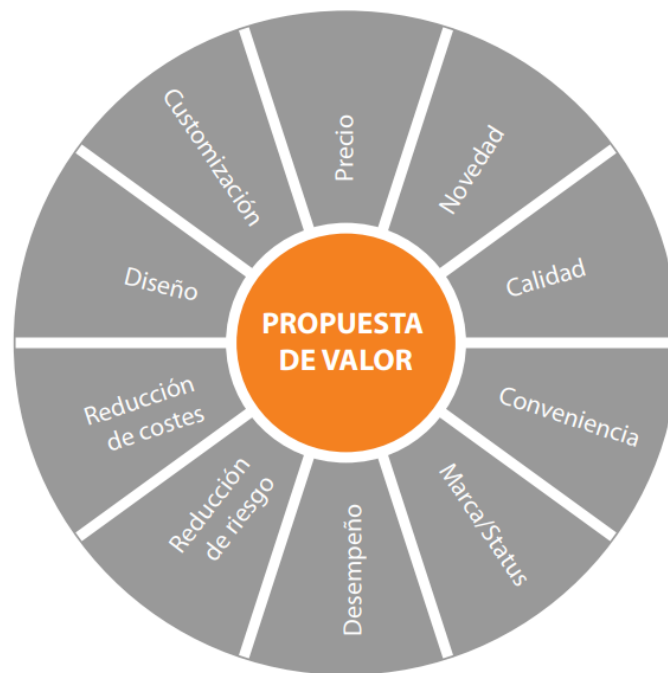 Precio
Novedad
Calidad
Conveniencia
Marca/Status
Desempeño
Reducción
de riesgo
Reducción
de costes
Diseño
Customización
PROPUESTA
DE VALOR